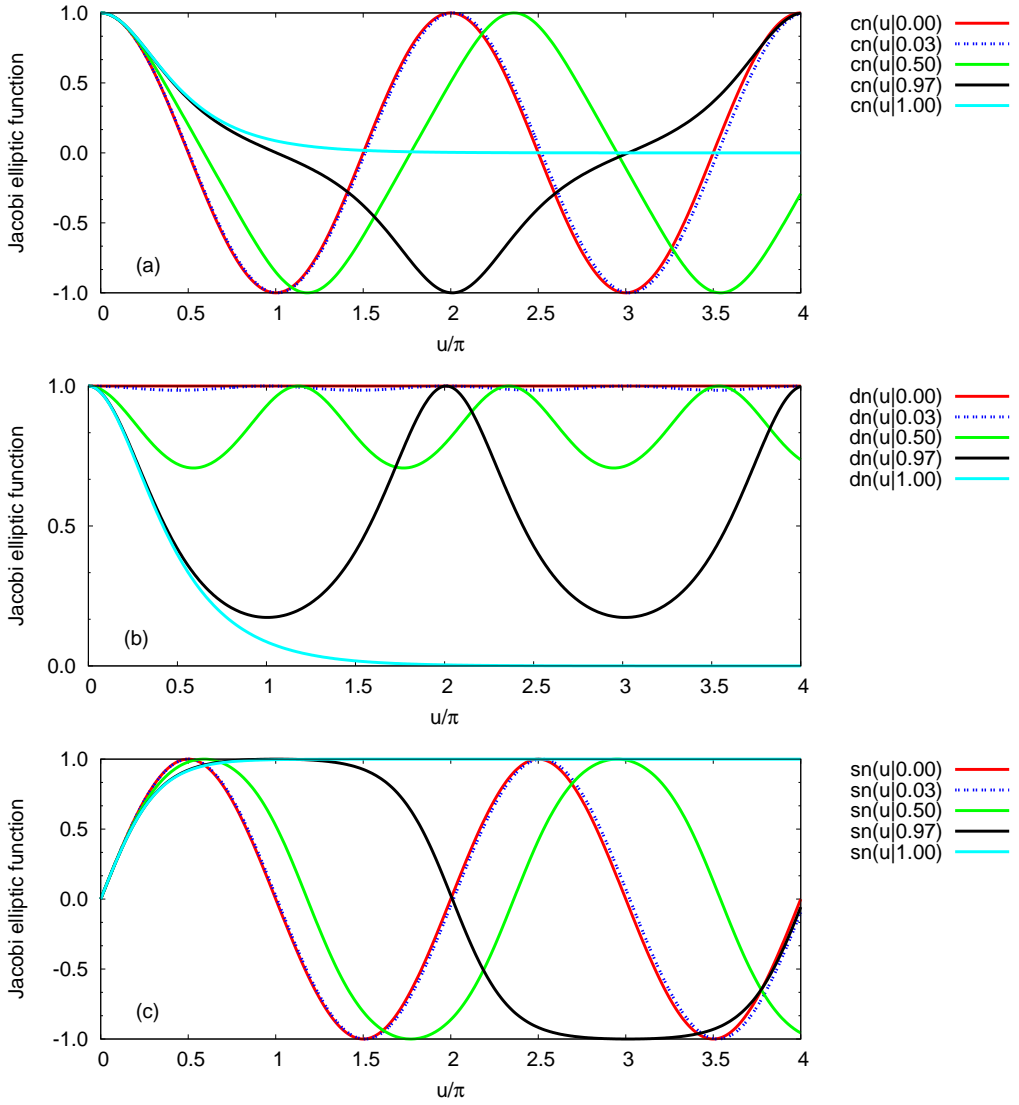 1.0
0.5
0.0
-0.5
-1.0
Jacobi elliptic function
(a)
0 0.5 1 1.5 2 2.5 3 3.5 4
u/π
cn(u|0.00)
cn(u|0.03)
cn(u|0.50)
cn(u|0.97)
cn(u|1.00)
1.0
0.5
0.0
Jacobi elliptic function
(b)
0 0.5 1 1.5 2 2.5 3 3.5 4
u/π
dn(u|0.00)
dn(u|0.03)
dn(u|0.50)
dn(u|0.97)
dn(u|1.00)
1.0
0.5
0.0
-0.5
-1.0
Jacobi elliptic function
(c)
0 0.5 1 1.5 2 2.5 3 3.5 4
u/π
sn(u|0.00)
sn(u|0.03)
sn(u|0.50)
sn(u|0.97)
sn(u|1.00)